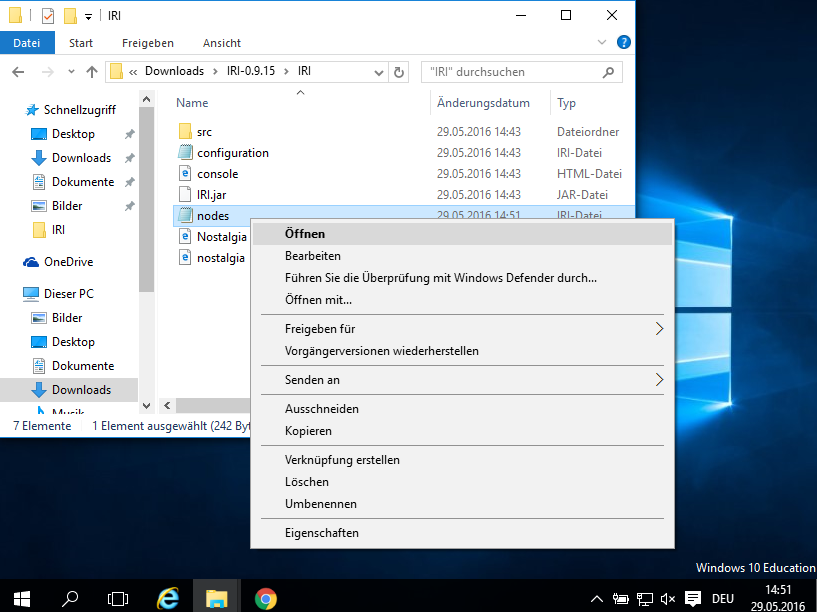 IRI
Datei Start Freigeben Ansicht
« Downloads > IRI-0.9.15 > IRI
"IRI" durchsuchen
Name Änderungsdatum Typ
Schnellzugriff
Desktop
Downloads
Dokumente
Bilder
IRI
OneDrive
Dieser PC
Bilder
Desktop
Dokumente
Downloads
Musik
src 29.05.2016 14:43 Dateiordner
configuration 29.05.2016 14:43 IRI-Datei
console 29.05.2016 14:43 HTML-Datei
IRI.jar 29.05.2016 14:43 JAR-Datei
nodes 29.05.2016 14:51 IRI-Datei
Nostalgia
nostalgia
Öffnen
Bearbeiten
Führen Sie die Überprüfung mit Windows Defender durch...
Öffnen mit...
Freigeben für
Vorgängerversionen wiederherstellen
Senden an
Ausschneiden
Kopieren
Verknüpfung erstellen
Löschen
Umbenennen
Eigenschaften
7 Elemente 1 Element ausgewählt (242 Byt
Windows 10 Education
DEU
14:51
29.05.2016